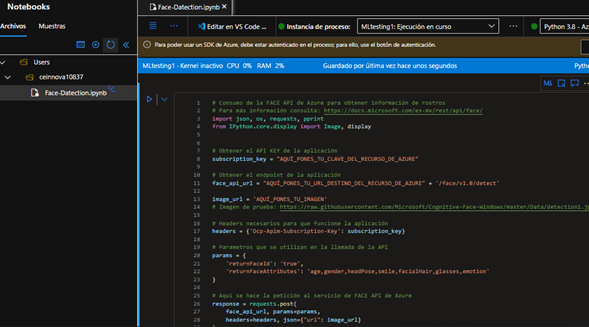 Notebooks
Archivos
Muestras
Users
ceinnova10837
Face-Detection.ipynb
Face-Detection.ipynb ×
Editar en VS Code ...
Instancia de proceso:
MLtesting1: Ejecución en curso
Python 3.8 - Az
Para poder usar un SDK de Azure, debe estar autenticado en el proceso; para ello, use el botón de autenticación.
MLtesting1 - Kernel inactivo CPU 0% RAM 2%
Guardado por última vez hace unos segundos
Pytho
1 # Consumo de la FACE API de Azure para obtener información de rostros
2 # Para más información consulta: https://docs.microsoft.com/es-mx/rest/api/face/
3 import json, os, requests, pprint
4 from IPython.core.display import Image, display
5
6
7 # Obtener el API KEY de la aplicación
8 subscription_key = "AQUÍ_PONES_TU_CLAVE_DEL_RECURSO_DE_AZURE"
9
10 # Obtener el endpoint de la aplicación
11 face_api_url = "AQUÍ_PONES_TU_URL_DESTINO_DEL_RECURSO_DE_AZURE" + '/face/v1.0/detect'
12
13 image_url = 'AQUÍ_PONES_TU_IMAGEN'
14 # Imagen de prueba: https://raw.githubusercontent.com/Microsoft/Cognitive-Face-Windows/master/Data/detection1.jp
15
16 # Headers necesarios para que funcione la aplicación
17 headers = {'Ocp-Apim-Subscription-Key': subscription_key}
18
19 # Parametros que se utilizan en la llamada de la API
20 params = {
21 'returnFaceId': 'true',
22 'returnFaceAttributes': 'age,gender,headPose,smile,facialHair,glasses,emotion'
23 }
24
25 # Aqui se hace la petición al servicio de FACE API de Azure
26 response = requests.post(
27 face_api_url, params=params,
28 headers=headers, json={"url": image_url}